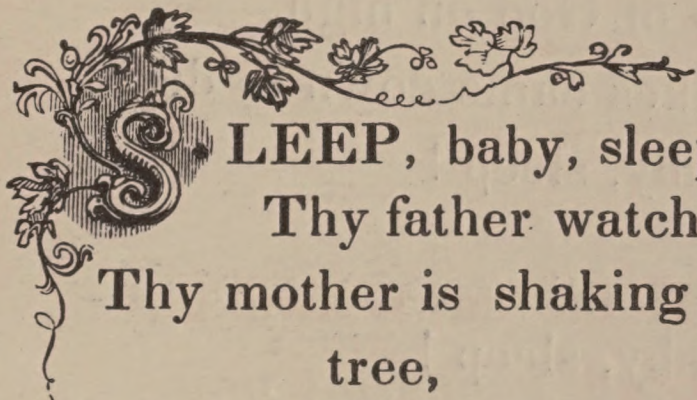 SLEEP, baby, slee
Thy father watch
Thy mother is shaking
tree,